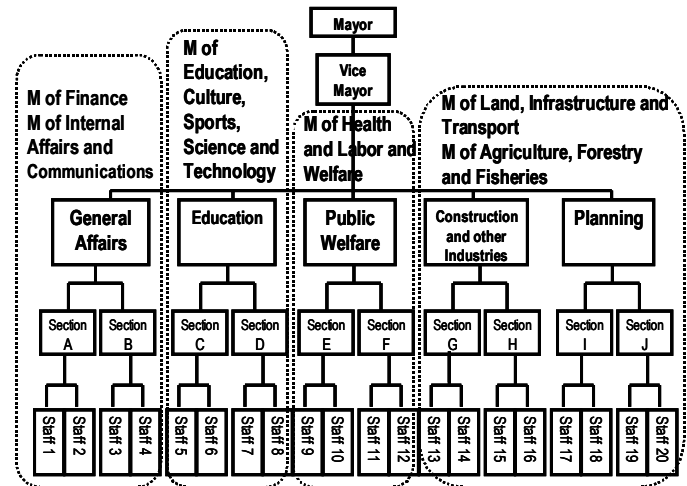 Mayor
Vice
Mayor
M of Finance
M of Internal
Affairs and
Communications
M of
Education,
Culture,
Sports,
Science and
Technology
M of Health
and Labor and
Welfare
M of Land, Infrastructure and
Transport
M of Agriculture, Forestry
and Fisheries
General
Affairs
Education
Public
Welfare
Construction
and other
Industries
Planning
Section
A
Section
B
Section
C
Section
D
Section
E
Section
F
Section
G
Section
H
Section
I
Section
J
Staff 1
Staff 2
Staff 3
Staff 4
Staff 5
Staff 6
Staff 7
Staff 8
Staff 9
Staff 10
Staff 11
Staff 12
Staff 13
Staff 14
Staff 15
Staff 16
Staff 17
Staff 18
Staff 19
Staff 20